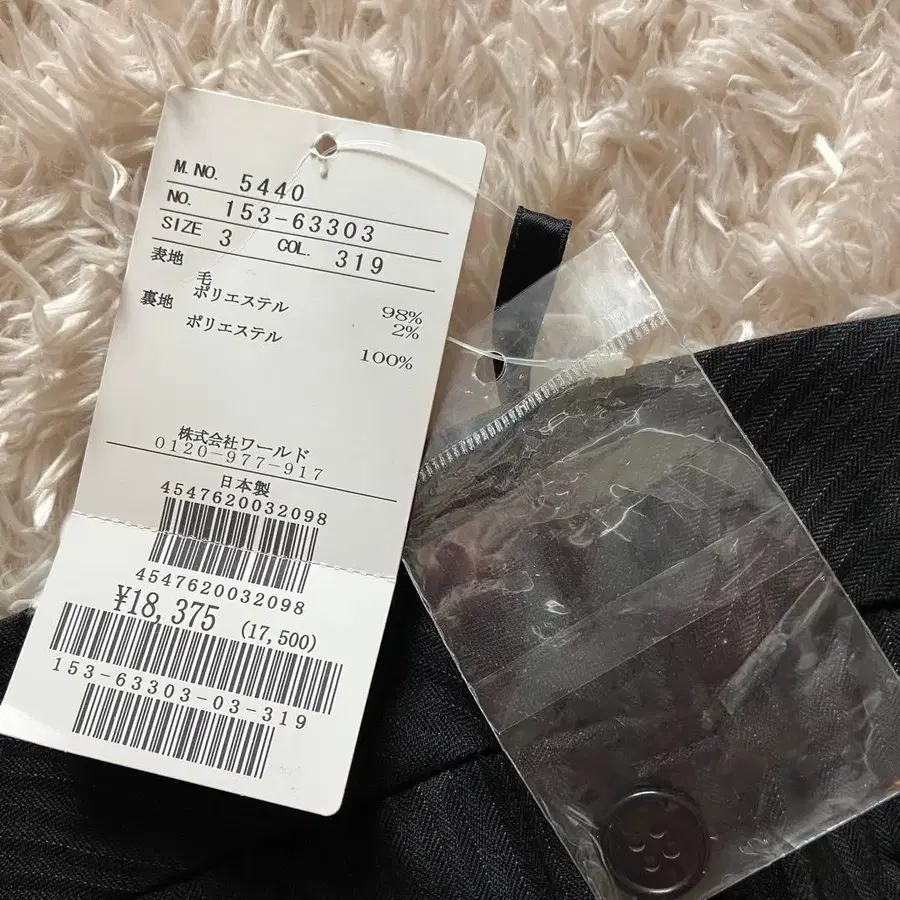 M. NO. 5440
NO. 153-63303
SIZE 3 COL. 319
表地
毛 98%
ポリエステル 2%
裏地
ポリエステル 100%
株式会社ワールド
0120-977-917
日本製
4547620032098
4547620032098
¥18,375 (17,500)
153-63303-03-319